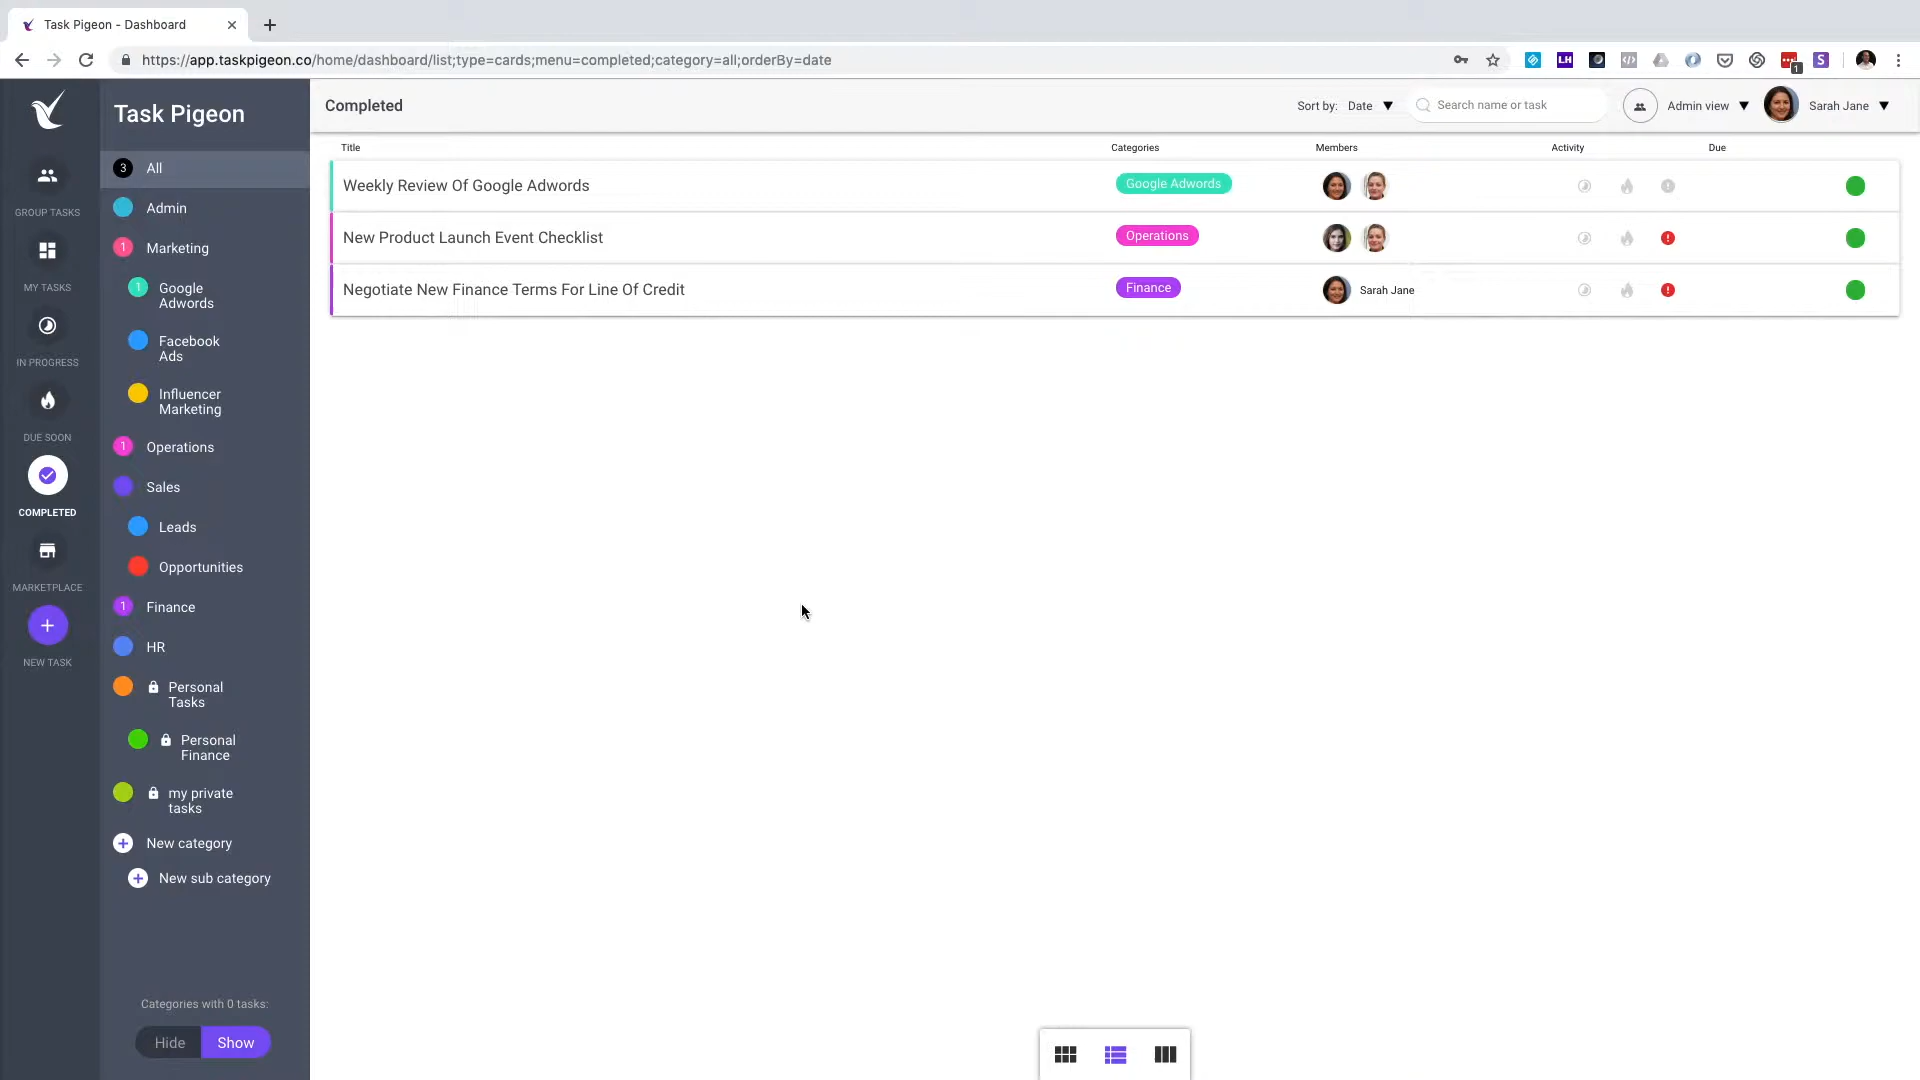 Task Pigeon - Dashboard
https://app.taskpigeon.co/home/dashboard/list;type=cards;menu=completed;category=all;orderBy=date
LH
1
S
Task Pigeon
Completed
Sort by: Date
Search name or task
Admin view
Sarah Jane
GROUP TASKS
MY TASKS
IN PROGRESS
DUE SOON
COMPLETED
MARKETPLACE
NEW TASK
3 All
Admin
1 Marketing
1 Google
Adwords
Facebook
Ads
Influencer
Marketing
1 Operations
Sales
Leads
Opportunities
1 Finance
HR
Personal
Tasks
Personal
Finance
my private
tasks
New category
New sub category
Categories with 0 tasks:
Hide Show
Title Categories Members Activity Due
Weekly Review Of Google Adwords Google Adwords
New Product Launch Event Checklist Operations
Negotiate New Finance Terms For Line Of Credit Finance Sarah Jane